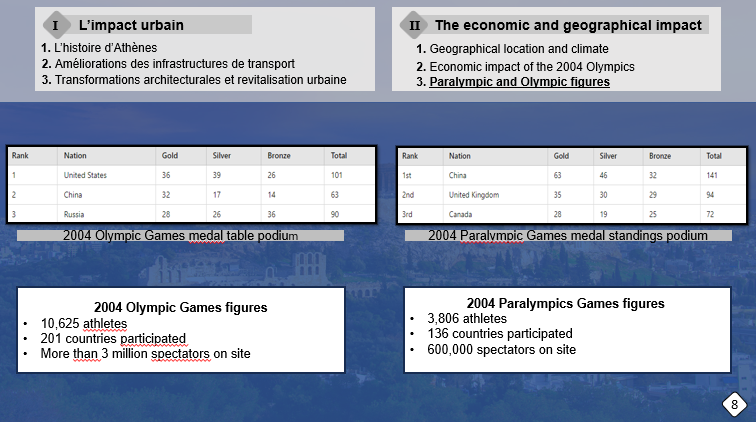 I L'impact urbain
1. L'histoire d'Athènes
2. Améliorations des infrastructures de transport
3. Transformations architecturales et revitalisation urbaine
II The economic and geographical impact
1. Geographical location and climate
2. Economic impact of the 2004 Olympics
3. Paralympic and Olympic figures
Rank Nation Gold Silver Bronze Total
1 United States 36 39 26 101
2 China 32 17 14 63
3 Russia 28 26 36 90
2004 Olympic Games medal table podium
Rank Nation Gold Silver Bronze Total
1st China 63 46 32 141
2nd United Kingdom 35 30 29 94
3rd Canada 28 19 25 72
2004 Paralympic Games medal standings podium
2004 Olympic Games figures
• 10,625 athletes
• 201 countries participated
• More than 3 million spectators on site
2004 Paralympics Games figures
• 3,806 athletes
• 136 countries participated
• 600,000 spectators on site
8